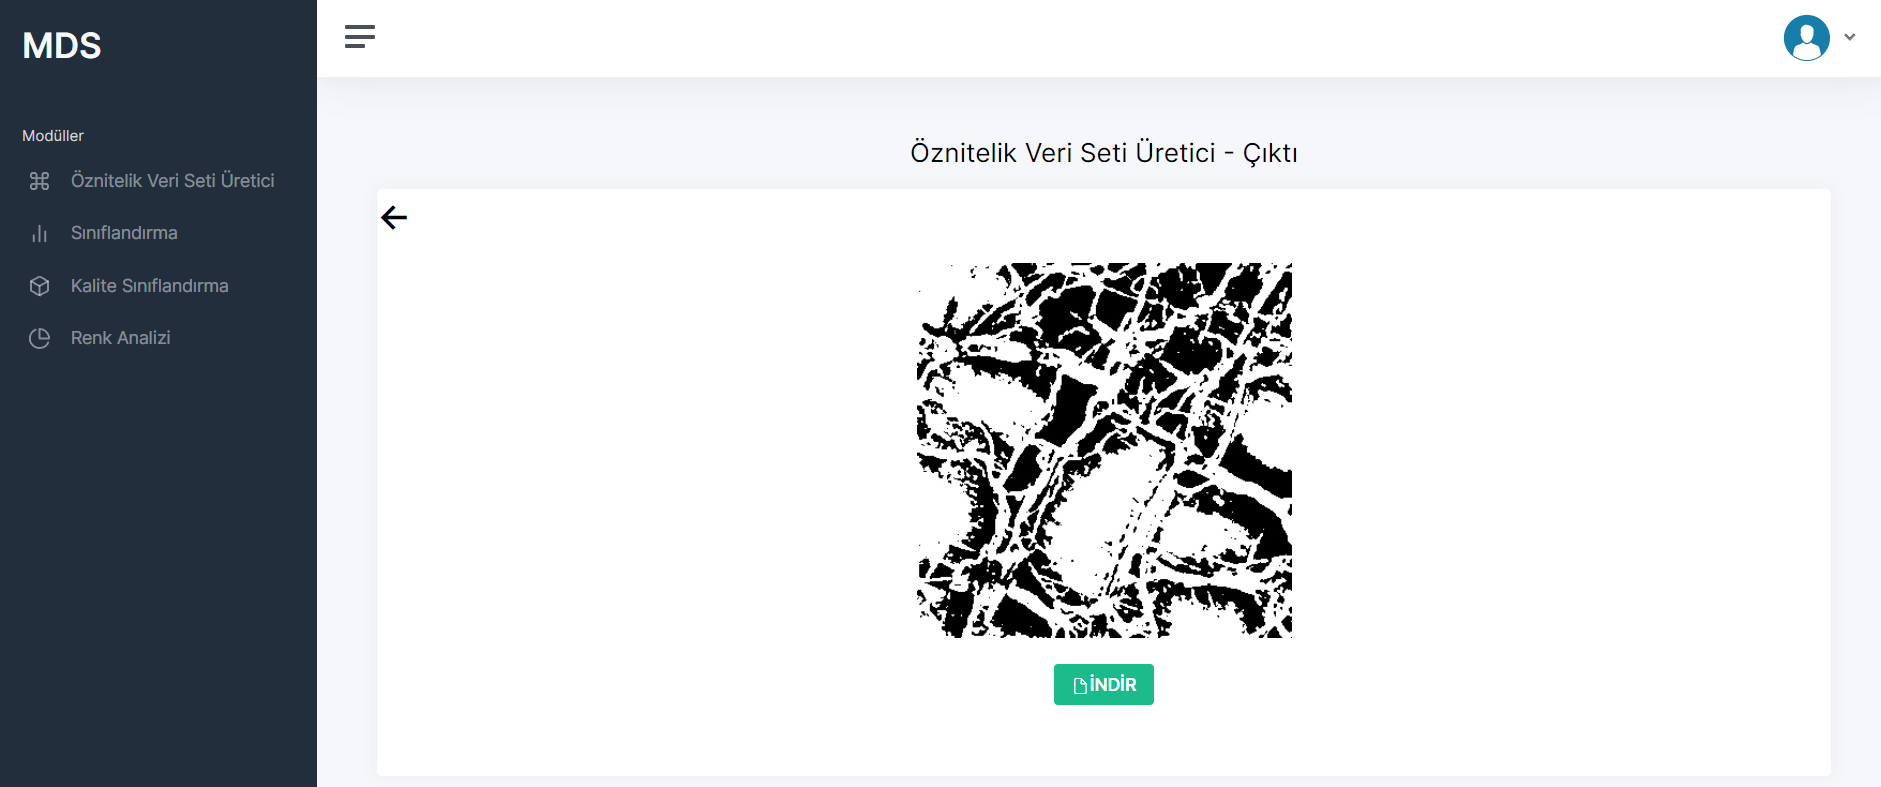 MDS
Modüller
Öznitelik Veri Seti Üretici
Sınıflandırma
Kalite Sınıflandırma
Renk Analizi
Öznitelik Veri Seti Üretici - Çıktı
İNDİR